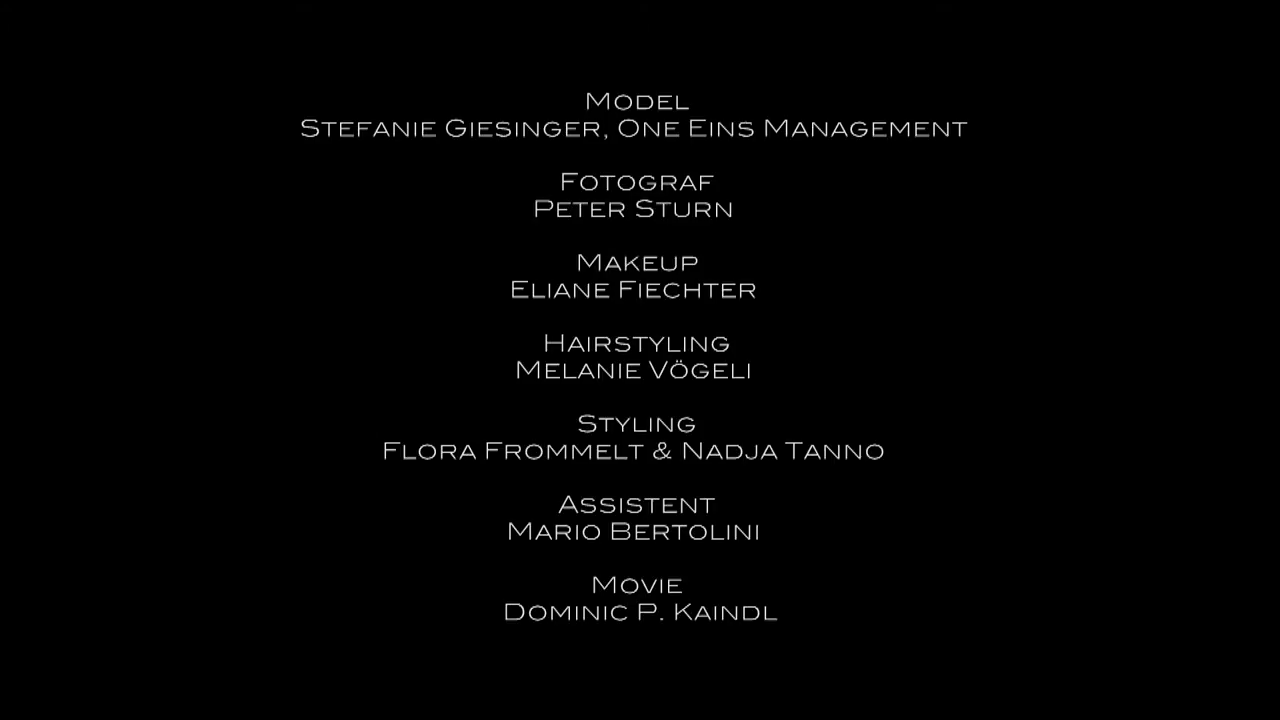 Model
Stefanie Giesinger, One Eins Management
Fotograf
Peter Sturn
Makeup
Eliane Fiechter
Hairstyling
Melanie Vögeli
Styling
Flora Frommelt & Nadja Tanno
Assistent
Mario Bertolini
Movie
Dominic P. Kaindl